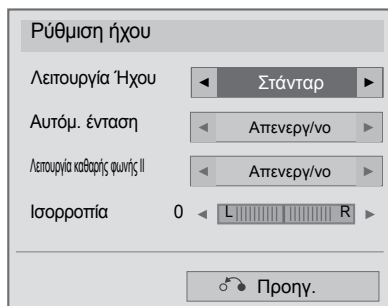 Ρύθμιση ήχου
Λειτουργία Ήχου ◄ Στάνταρ ►
Αυτόμ. ένταση ◄ Απενεργ/νο ►
Λειτουργία καθαρής φωνής II ◄ Απενεργ/νο ►
Ισορροπία 0 ◄ L R ►
Προηγ.